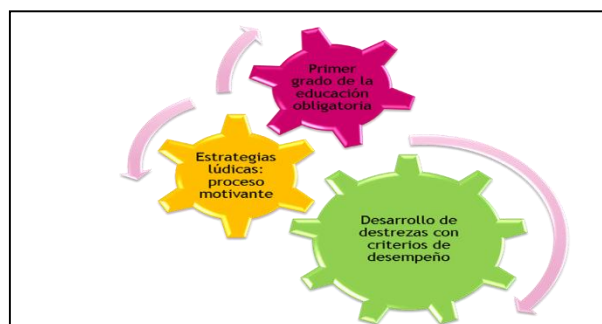 Primer
grado de la
educación
obligatoria
Estrategias
lúdicas:
proceso
motivante
Desarrollo de
destrezas con
criterios de
desempeño